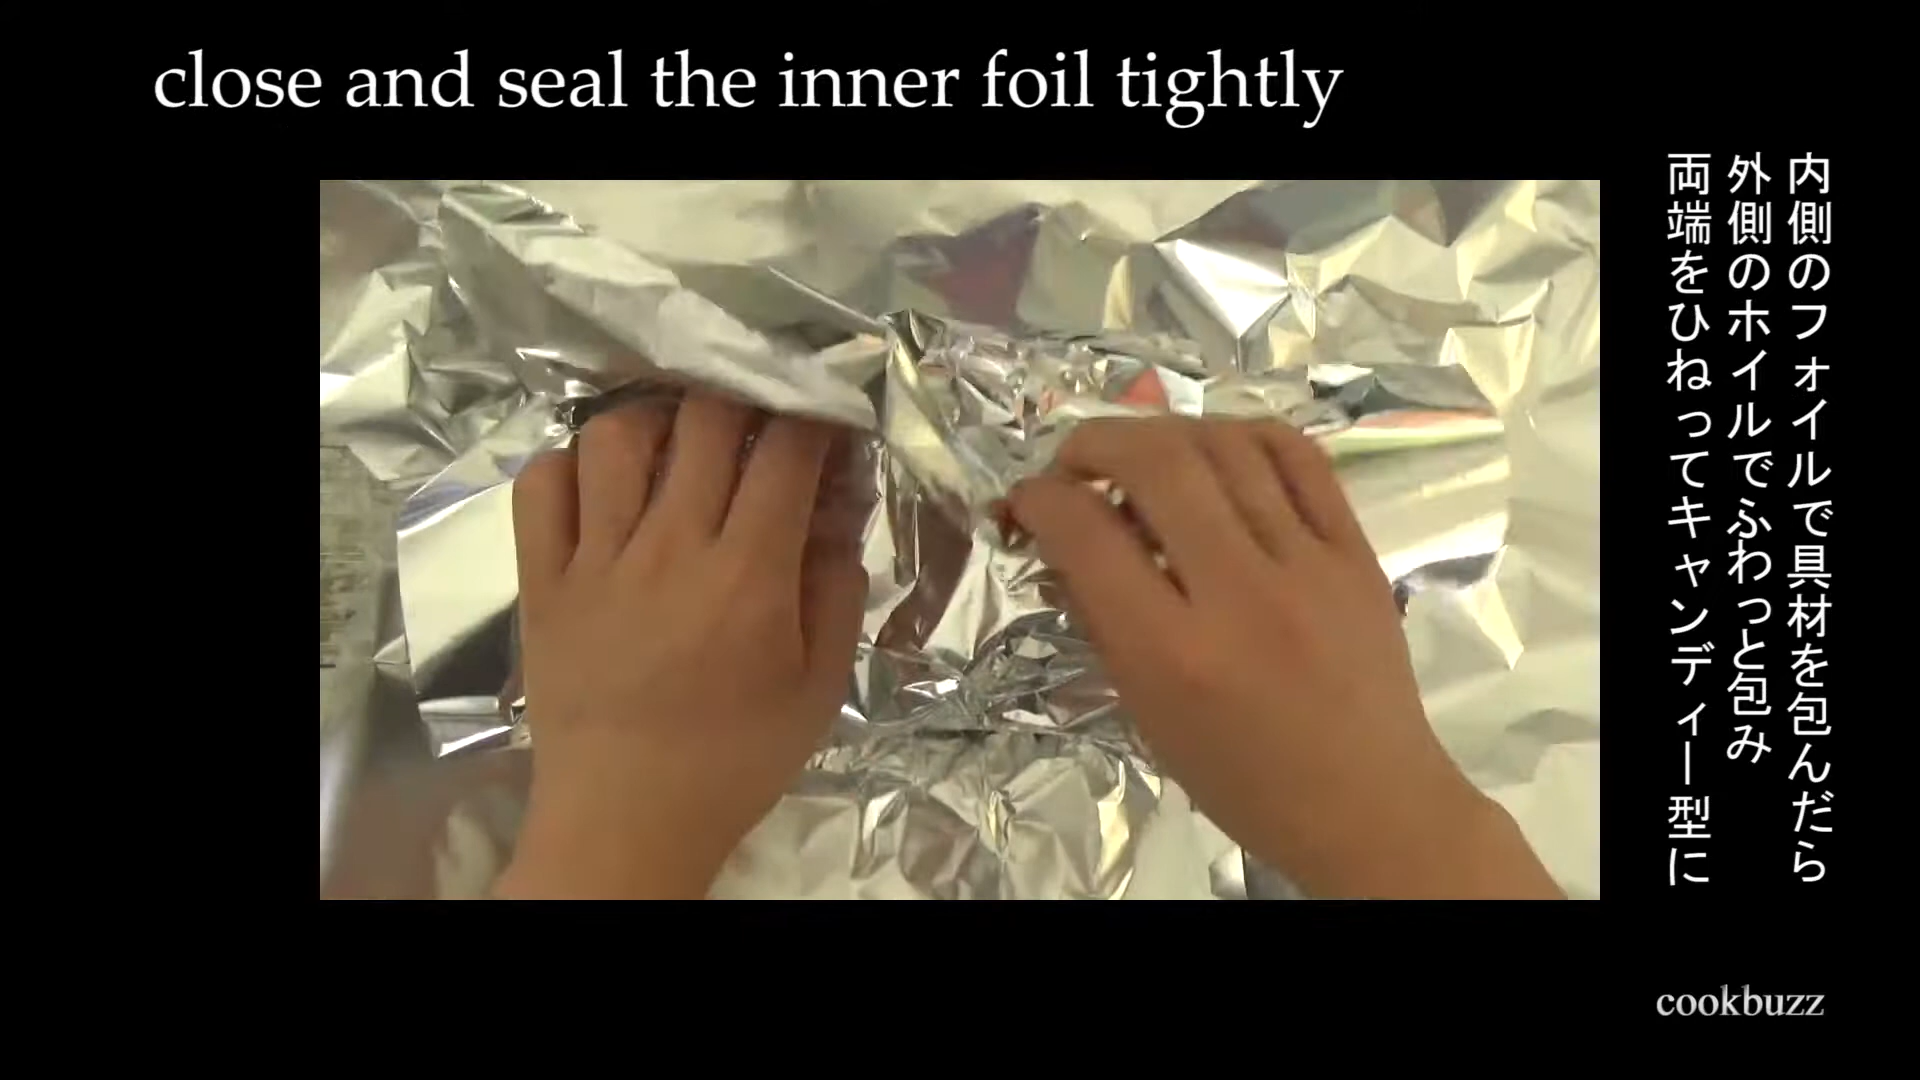 close and seal the inner foil tightly
内側のフォイルで具材を包んだら
外側のホイルでふわっと包み
両端をひねってキャンディー型に
cookbuzz